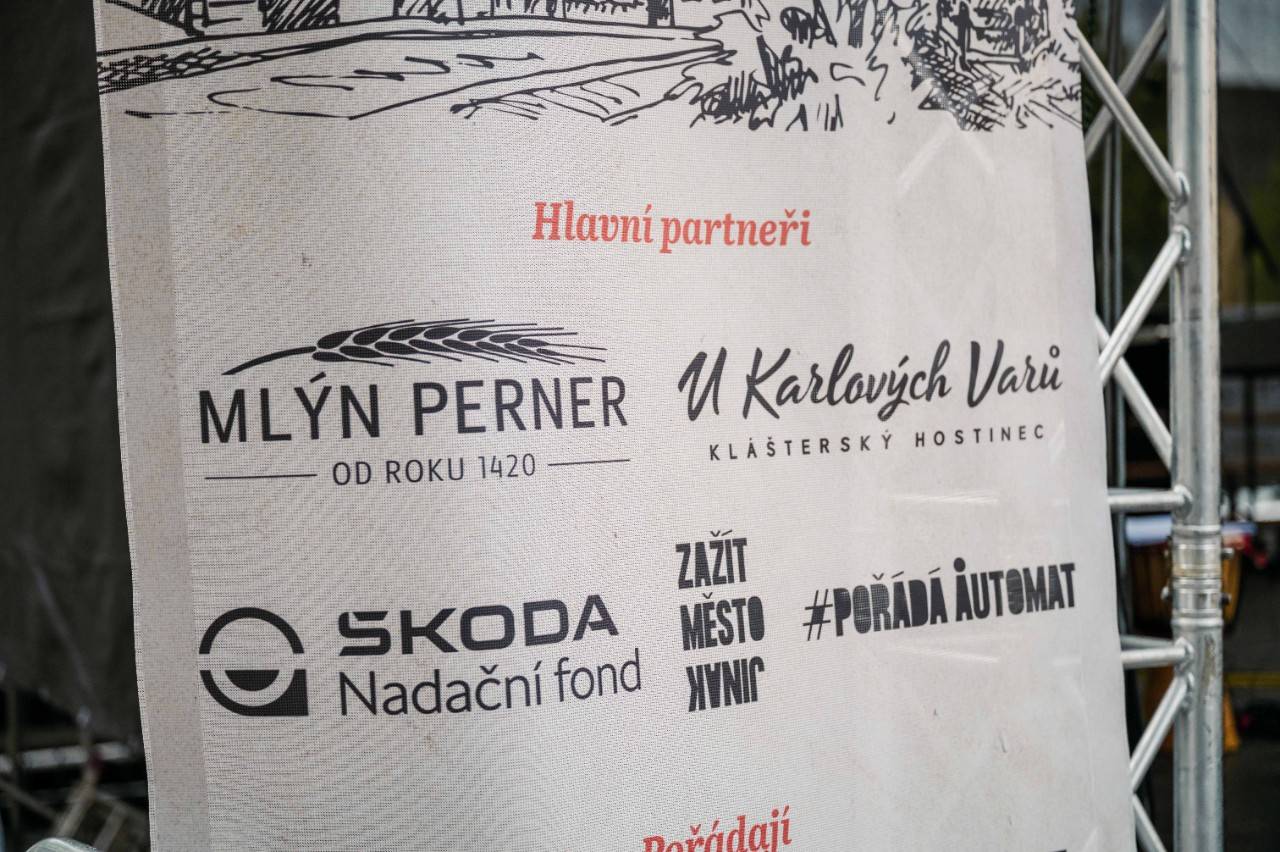 Hlavní partneři
MLÝN PERNER
OD ROKU 1420
U Karlových Varů
KLÁŠTERSKÝ HOSTINEC
ŠKODA
Nadační fond
ZAŽÍT
MĚSTO
JINAK
#POŘÁDÁ AUTOMAT
Pořádají